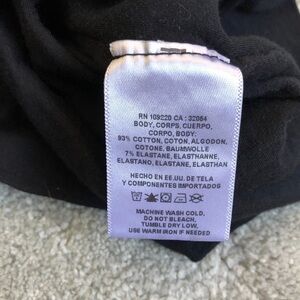 RN 109220 CA : 32054
BODY, CORPS, CUERPO,
CORPO, BODY:
93% COTTON, COTON, ALGODON,
COTONE, BAUMWOLLE
7% ELASTANE, ELASTHANNE,
ELASTANO, ELASTANE, ELASTHAN
HECHO EN EE.UU. DE TELA
Y COMPONENTES IMPORTADOS
MACHINE WASH COLD,
DO NOT BLEACH,
TUMBLE DRY LOW,
USE WARM IRON IF NEEDED